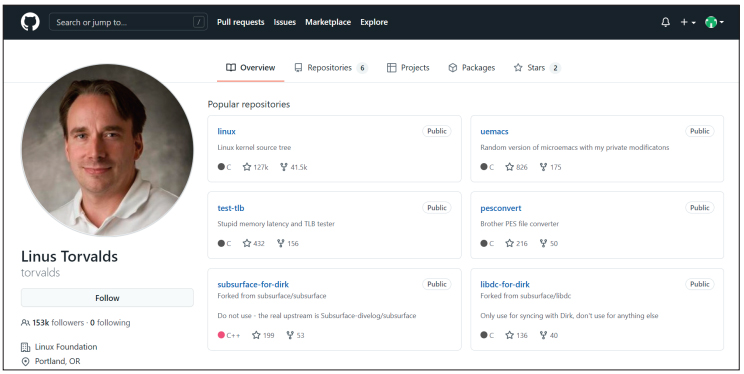 Search or jump to... /
Pull requests Issues Marketplace Explore
Overview Repositories 6 Projects Packages Stars 2
Popular repositories
linux Public
Linux kernel source tree
C 127k 41.5k
uemacs Public
Random version of microemacs with my private modificatons
C 826 175
test-tlb Public
Stupid memory latency and TLB tester
C 432 156
pesconvert Public
Brother PES file converter
C 216 50
subsurface-for-dirk Public
Forked from subsurface/subsurface
Do not use - the real upstream is Subsurface-divelog/subsurface
C++ 199 53
libdc-for-dirk Public
Forked from subsurface/libdc
Only use for syncing with Dirk, don't use for anything else
C 136 40
Linus Torvalds
torvalds
Follow
153k followers · 0 following
Linux Foundation
Portland, OR